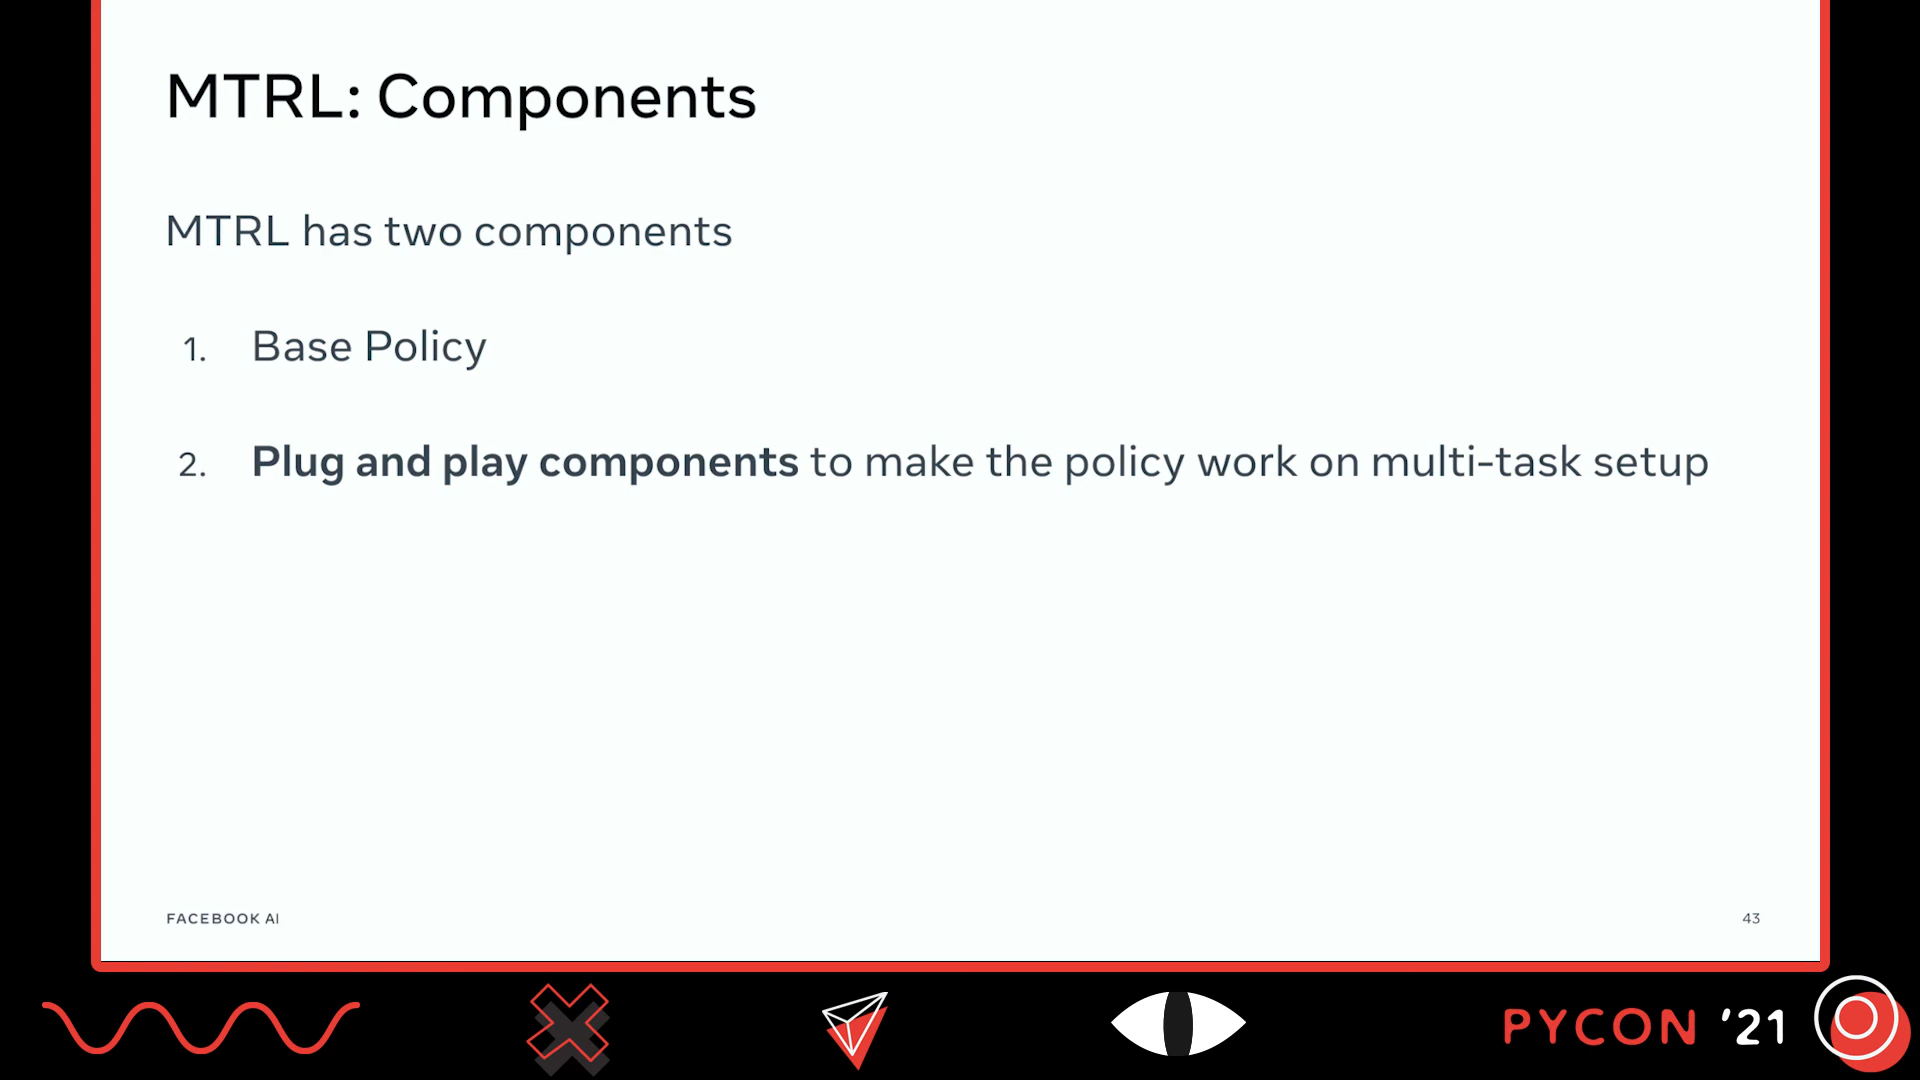 MTRL: Components
MTRL has two components
1. Base Policy
2. Plug and play components to make the policy work on multi-task setup
FACEBOOK AI
43
PYCON '21